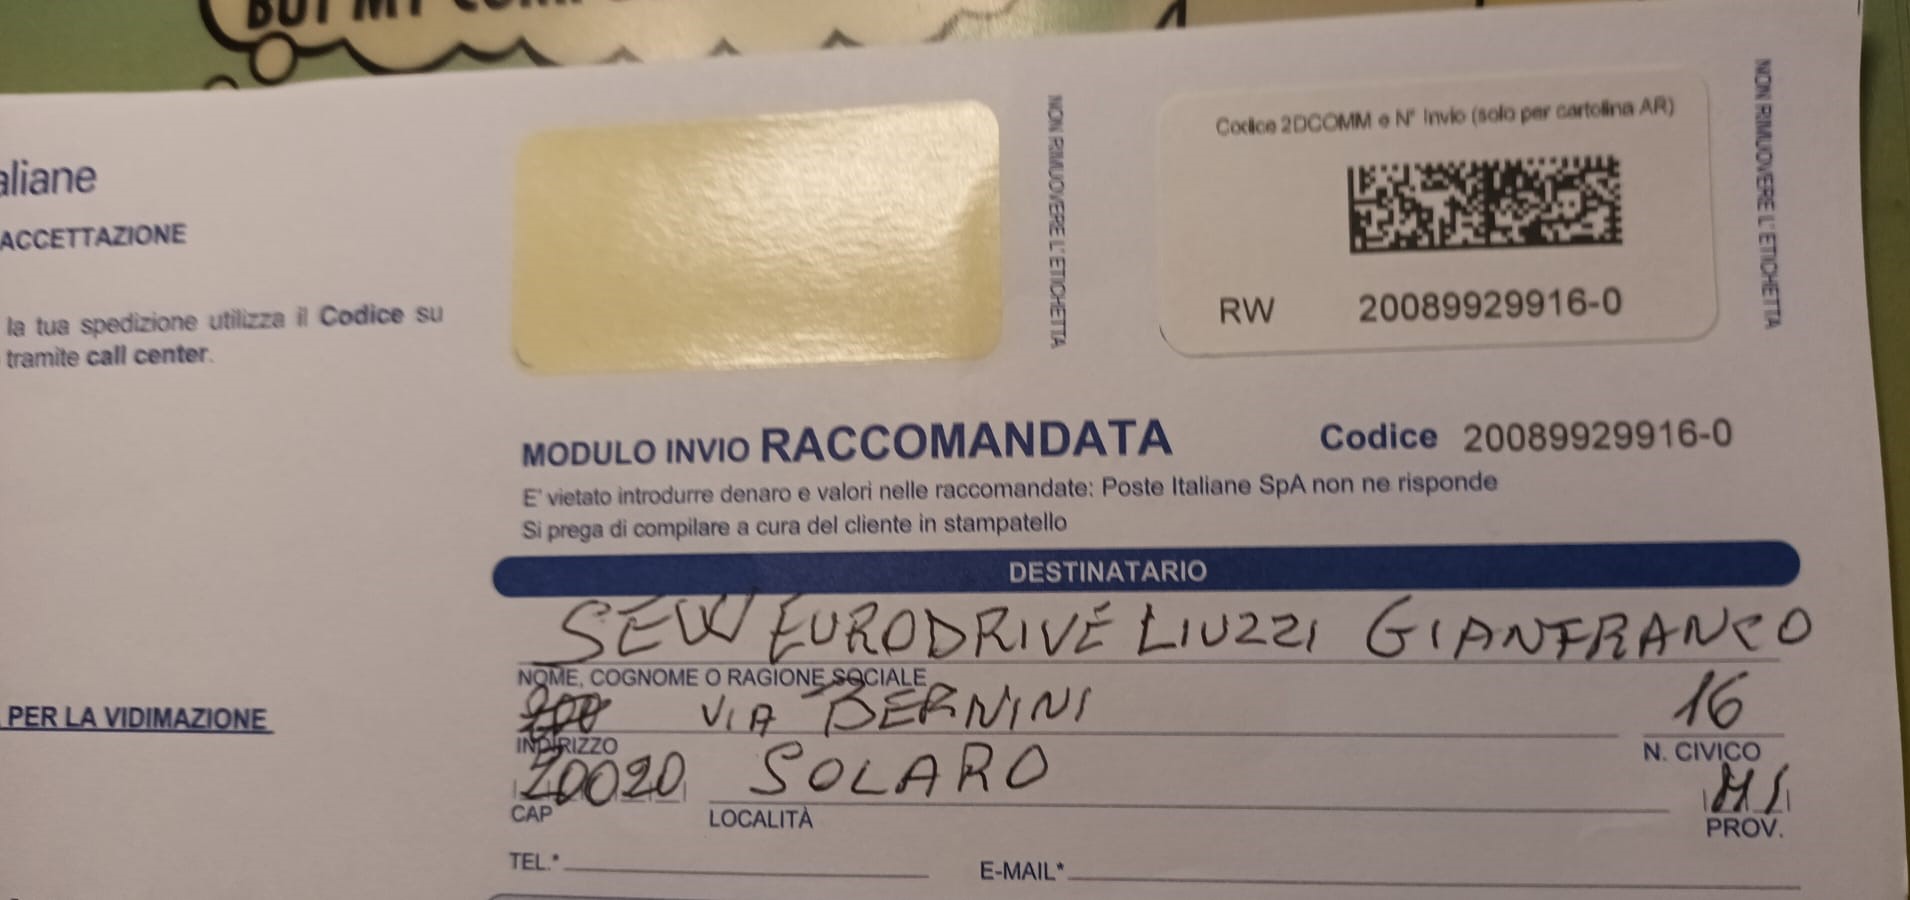 BUT MY
aliane
ACCETTAZIONE
la tua spedizione utilizza il Codice su
tramite call center.
PER LA VIDIMAZIONE
NON RIMUOVERE L'ETICHETTA
Codice 2DCOMM e N° Invio (solo per cartolina AR)
RW 20089929916-0
NON RIMUOVERE L'ETICHETTA
MODULO INVIO RACCOMANDATA Codice 20089929916-0
E' vietato introdurre denaro e valori nelle raccomandate: Poste Italiane SpA non ne risponde
Si prega di compilare a cura del cliente in stampatello
DESTINATARIO
SEW EURODRIVE LIUZZI GIANFRANCO
NOME, COGNOME O RAGIONE SOCIALE
VIA BERNINI 16
INDIRIZZO N. CIVICO
20020 SOLARO MI
CAP LOCALITÀ PROV.
TEL.* E-MAIL*